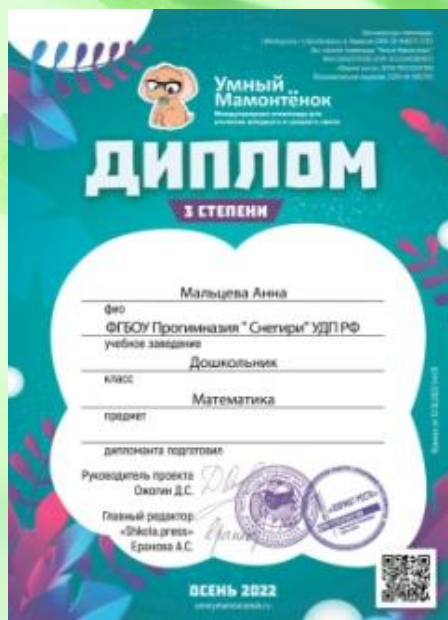 Умный
Мамонтёнок
ДИПЛОМ
3 СТЕПЕНИ
Мальцева Анна
фио
ФГБОУ Прогимназия " Снегири" УДП РФ
учебное заведение
Дошкольник
класс
Математика
предмет
дипломанта подготовил
Руководитель проекта
Ожогин Д.С.
Главный редактор
«Shkola.press»
Еранова А.С.
ОСЕНЬ 2022